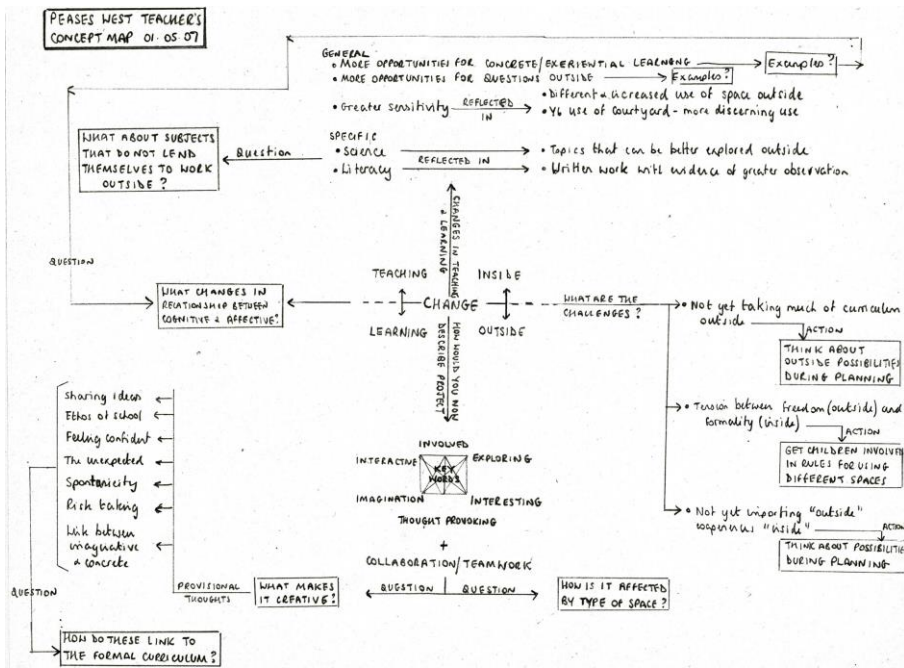 PEASES WEST TEACHER'S
CONCEPT MAP 01.05.07
GENERAL
• MORE OPPORTUNITIES FOR CONCRETE/EXERIENTIAL LEARNING
Examples?
• MORE OPPORTUNITIES FOR QUESTIONS OUTSIDE
Examples?
• Greater sensitivity
REFLECTED
IN
• Different & increased use of space outside
• Y6 use of Courtyard - more discerning use
WHAT ABOUT SUBJECTS
THAT DO NOT LEND
THEMSELVES TO WORK
OUTSIDE?
Question
SPECIFIC
• Science
• Literacy
REFLECTED IN
• Topics that can be better explored outside
• Written work with evidence of greater observation
CHANGES IN TEACHING
& LEARNING
QUESTION
WHAT CHANGES IN
RELATIONSHIP BETWEEN
COGNITIVE & AFFECTIVE?
TEACHING
INSIDE
CHANGE
LEARNING
OUTSIDE
WHAT ARE THE
CHALLENGES?
• Not yet taking much of curriculum
outside
ACTION
THINK ABOUT
OUTSIDE POSSIBILITIES
DURING PLANNING
HOW WOULD YOU NOW
DESCRIBE PROJECT
• Tension between freedom (outside) and
formality (inside)
ACTION
GET CHILDREN INVOLVED
IN RULES FOR USING
DIFFERENT SPACES
• Not yet importing "outside"
experiences "inside"
ACTION
THINK ABOUT POSSIBILITIES
DURING PLANNING
Sharing ideas
Ethos of school
Feeling confident
The unexpected
Spontaneity
Risk taking
Link between
imaginative
& concrete
INVOLVED
INTERACTIVE
EXPLORING
KEY
WORDS
IMAGINATION
INTERESTING
THOUGHT PROVOKING
+
COLLABORATION/TEAMWORK
QUESTION
QUESTION
PROVISIONAL
THOUGHTS
WHAT MAKES
IT CREATIVE?
HOW IS IT AFFECTED
BY TYPE OF SPACE?
QUESTION
HOW DO THESE LINK TO
THE FORMAL CURRICULUM?